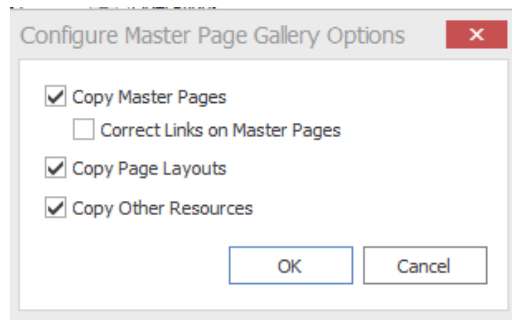 Configure Master Page Gallery Options
Copy Master Pages
Correct Links on Master Pages
Copy Page Layouts
Copy Other Resources
OK Cancel